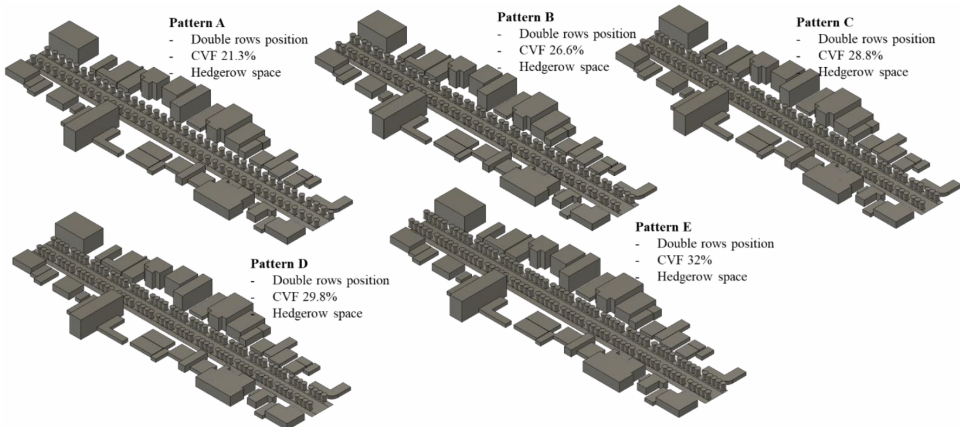 Pattern A
- Double rows position
- CVF 21.3%
- Hedgerow space
Pattern B
- Double rows position
- CVF 26.6%
- Hedgerow space
Pattern C
- Double rows position
- CVF 28.8%
- Hedgerow space
Pattern D
- Double rows position
- CVF 29.8%
- Hedgerow space
Pattern E
- Double rows position
- CVF 32%
- Hedgerow space